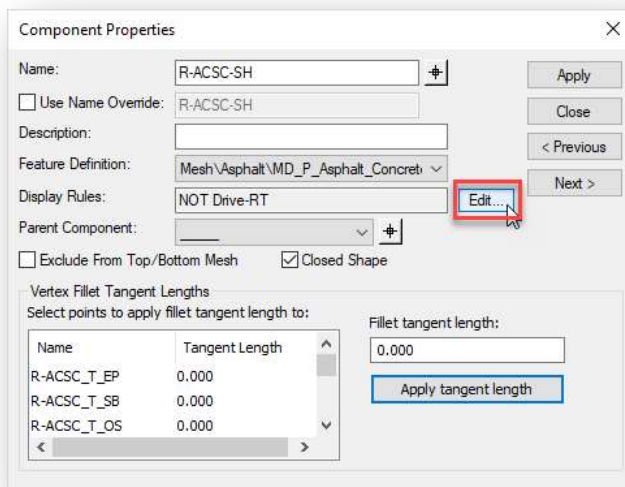 Component Properties
Name:
R-ACSC-SH
Apply
Use Name Override:
R-ACSC-SH
Close
Description:
< Previous
Feature Definition:
Mesh\Asphalt\MD_P_Asphalt_Concret
Next >
Display Rules:
NOT Drive-RT
Edit...
Parent Component:
Exclude From Top/Bottom Mesh
Closed Shape
Vertex Fillet Tangent Lengths
Select points to apply fillet tangent length to:
Fillet tangent length:
Name Tangent Length
0.000
R-ACSC_T_EP 0.000
Apply tangent length
R-ACSC_T_SB 0.000
R-ACSC_T_OS 0.000